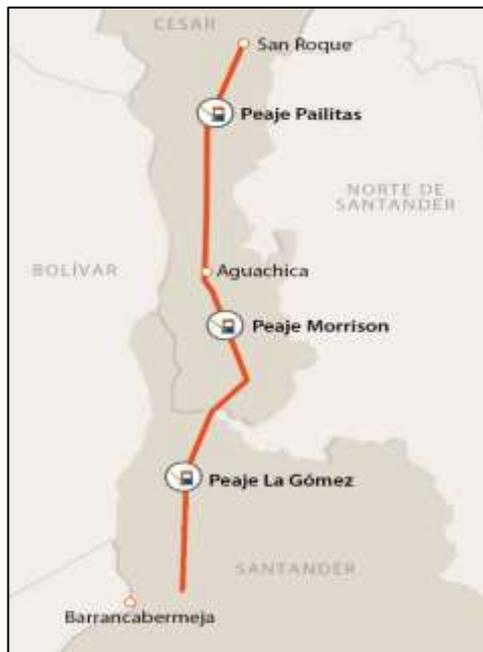 CESAR
San Roque
Peaje Pailitas
NORTE DE
SANTANDER
BOLÍVAR
Aguachica
Peaje Morrison
Peaje La Gómez
SANTANDER
Barrancabermeja